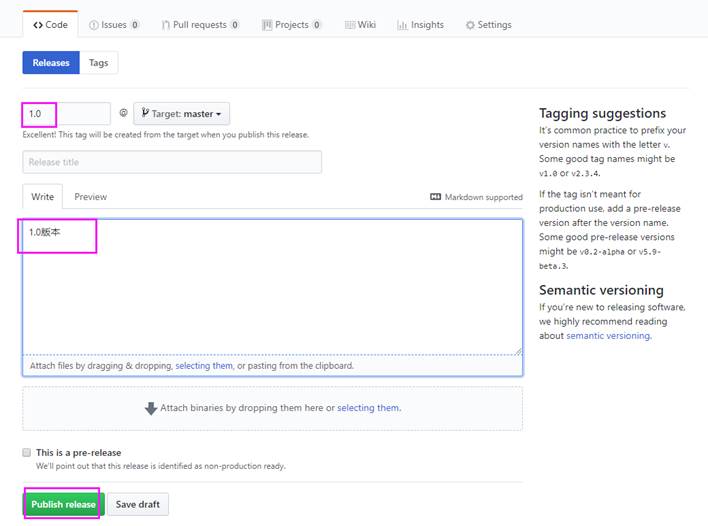 Code Issues 0 Pull requests 0 Projects 0 Wiki Insights Settings
Releases Tags
1.0 @ Target: master
Excellent! This tag will be created from the target when you publish this release.
Release title
Write Preview Markdown supported
1.0版本
Attach files by dragging & dropping, selecting them, or pasting from the clipboard.
Attach binaries by dropping them here or selecting them.
This is a pre-release
We'll point out that this release is identified as non-production ready.
Publish release Save draft
Tagging suggestions
It's common practice to prefix your
version names with the letter v.
Some good tag names might be
v1.0 or v2.3.4.
If the tag isn't meant for
production use, add a pre-release
version after the version name.
Some good pre-release versions
might be v0.2-alpha or v5.9-
beta.3.
Semantic versioning
If you're new to releasing software,
we highly recommend reading
about semantic versioning.